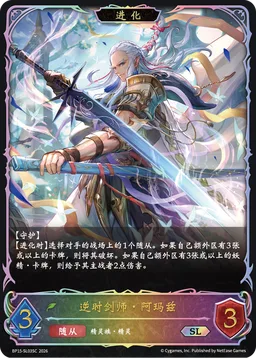 进化
【守护】
【进化时】选择对手的战场上的1个随从。如果自己额外区有3张
或以上的卡牌，则将其破坏。如果自己额外区有3张或以上的妖
精·卡牌，则给予其主战者2点伤害。
逆时剑师·阿玛兹
3
随从
精灵族·精灵
SL
3
EP15-SL03SC 2026
©Cygames, Inc. Published by NetEase Games